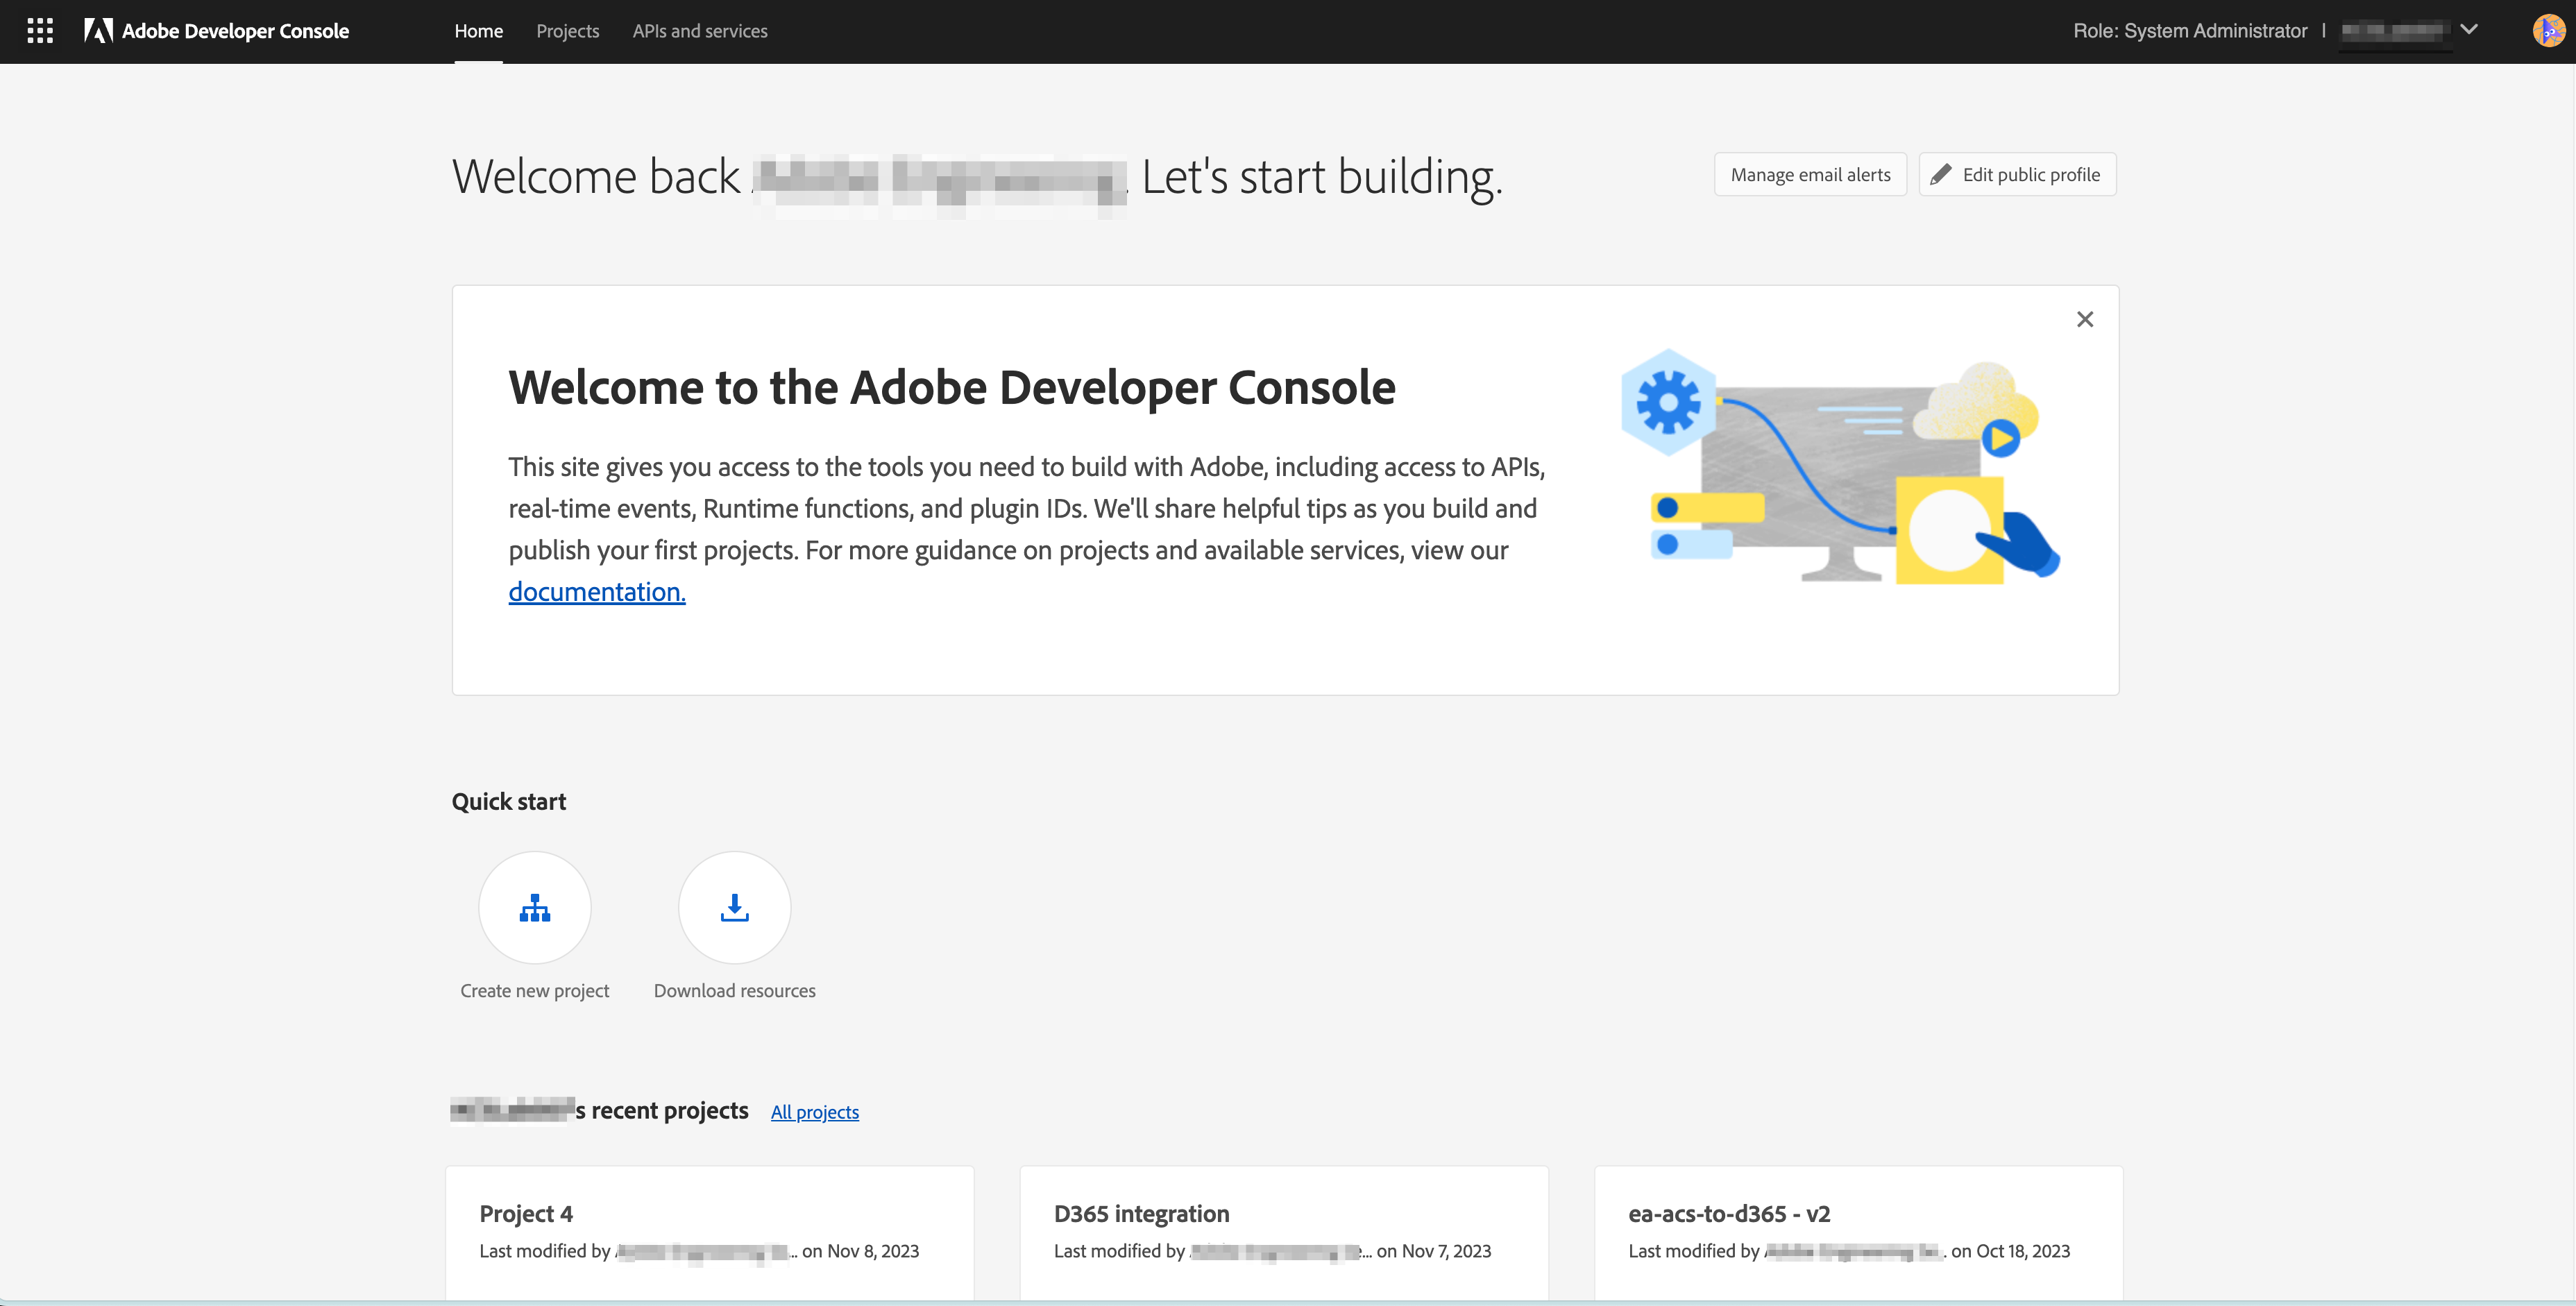 Adobe Developer Console
Home
Projects
APIs and services
Role: System Administrator |
Welcome back . Let's start building.
Manage email alerts
Edit public profile
Welcome to the Adobe Developer Console
This site gives you access to the tools you need to build with Adobe, including access to APIs,
real-time events, Runtime functions, and plugin IDs. We'll share helpful tips as you build and
publish your first projects. For more guidance on projects and available services, view our
documentation.
Quick start
Create new project
Download resources
's recent projects
All projects
Project 4
Last modified by ... on Nov 8, 2023
D365 integration
Last modified by ... on Nov 7, 2023
ea-acs-to-d365 - v2
Last modified by ... on Oct 18, 2023